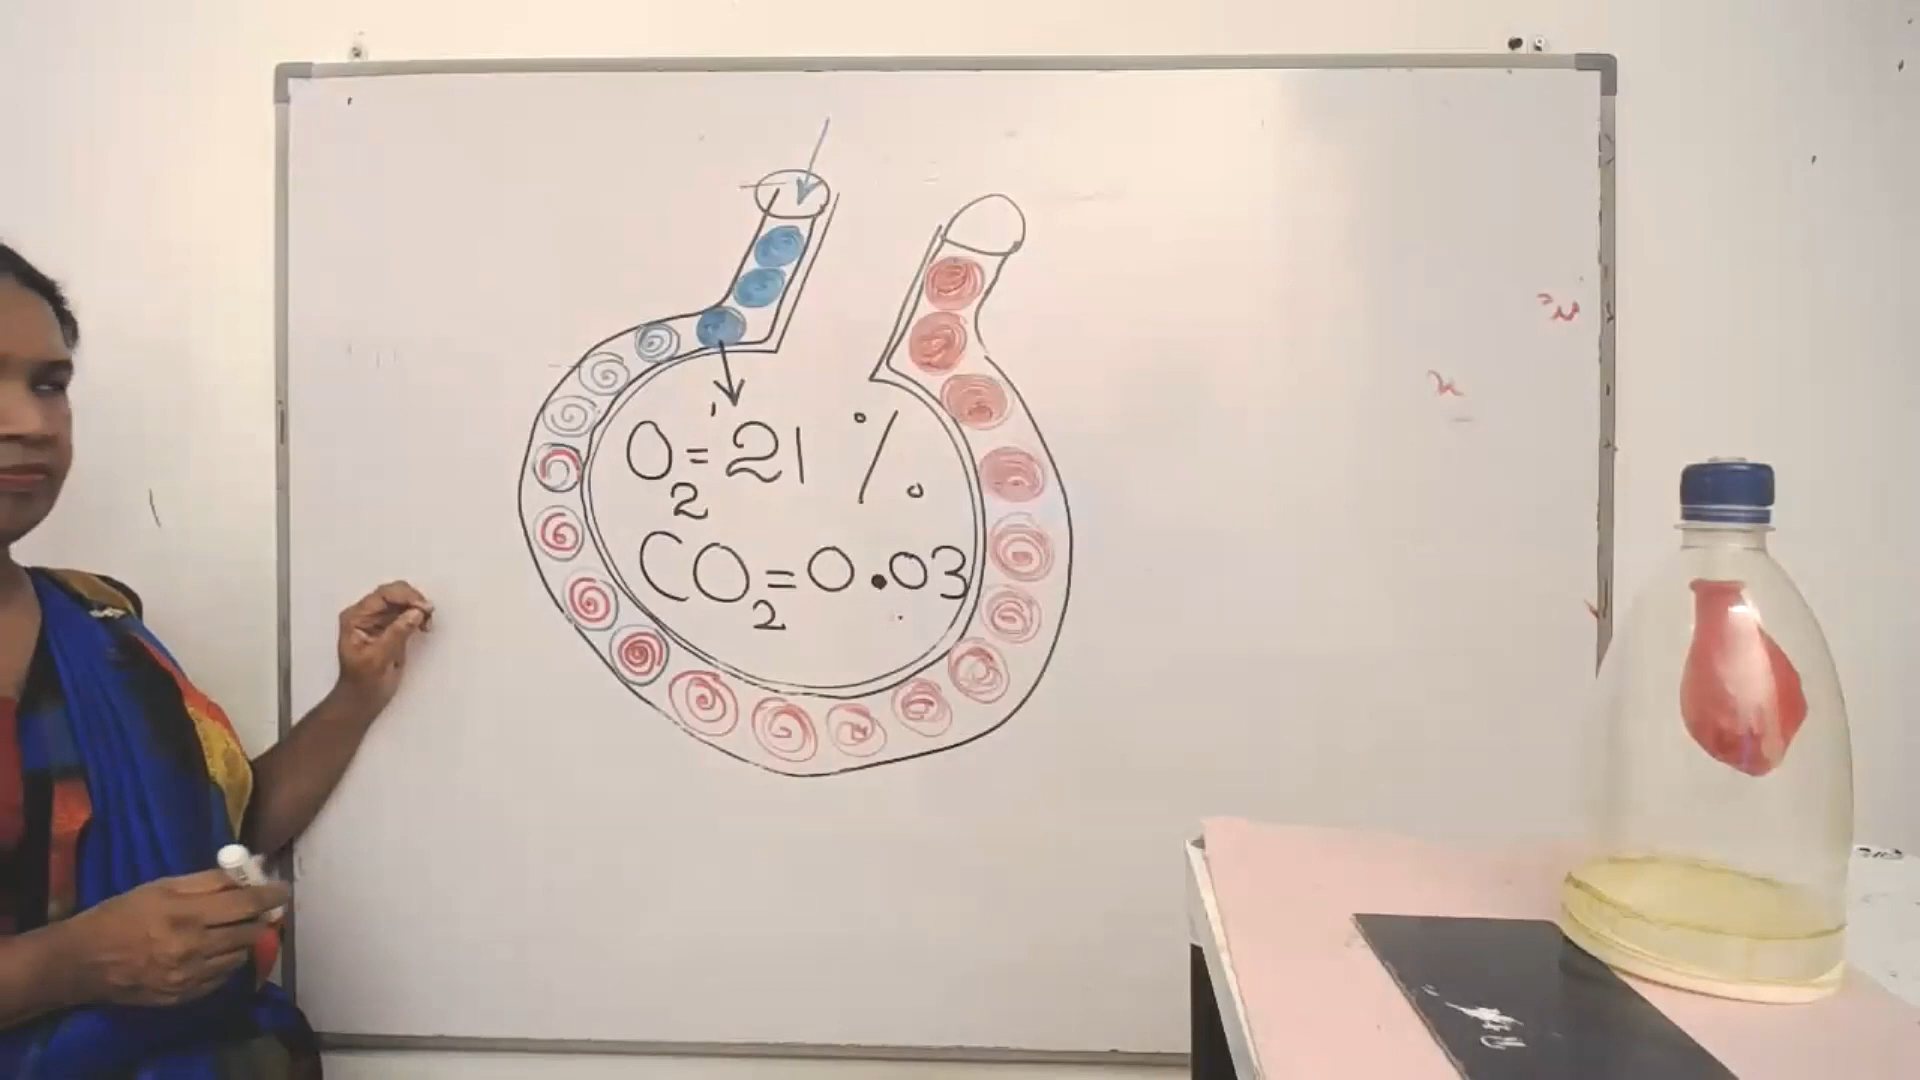 O₂ = 21 %
CO₂ = 0.03